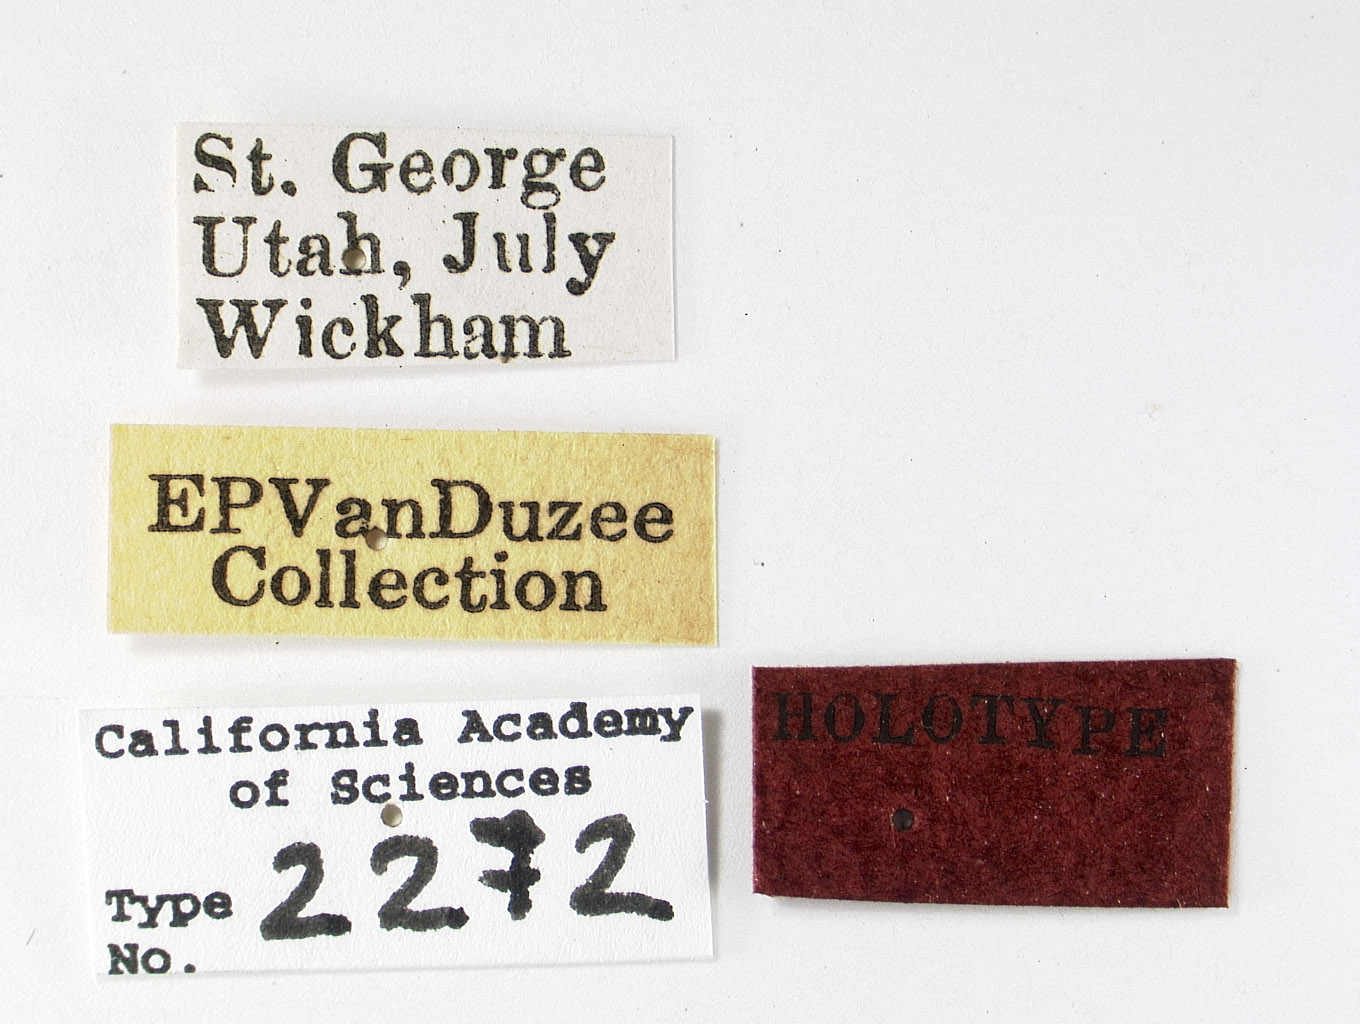 St. George
Utah, July
Wickham
EPVanDuzee
Collection
California Academy
of Sciences
Type
No. 2272
HOLOTYPE